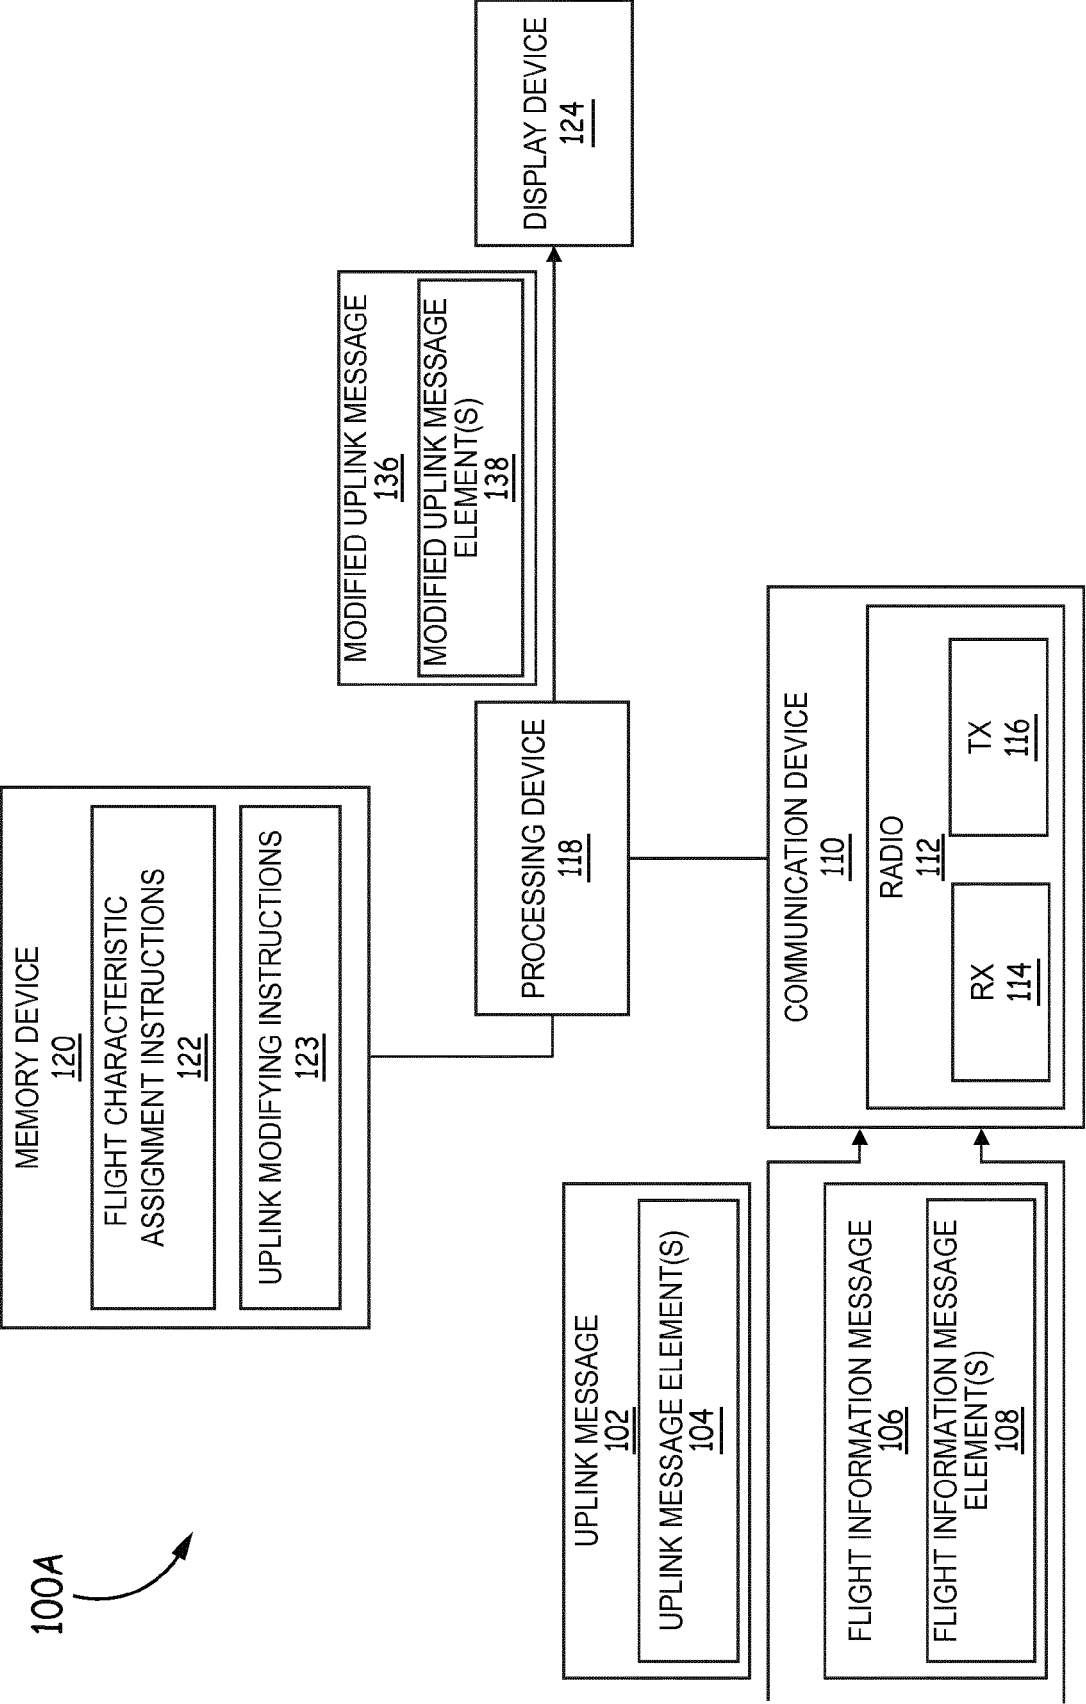 100A
MEMORY DEVICE
120
FLIGHT CHARACTERISTIC
ASSIGNMENT INSTRUCTIONS
122
UPLINK MODIFYING INSTRUCTIONS
123
MODIFIED UPLINK MESSAGE
136
MODIFIED UPLINK MESSAGE
ELEMENT(S)
138
PROCESSING DEVICE
118
DISPLAY DEVICE
124
UPLINK MESSAGE
102
UPLINK MESSAGE ELEMENT(S)
104
FLIGHT INFORMATION MESSAGE
106
FLIGHT INFORMATION MESSAGE
ELEMENT(S)
108
COMMUNICATION DEVICE
110
RADIO
112
RX
114
TX
116